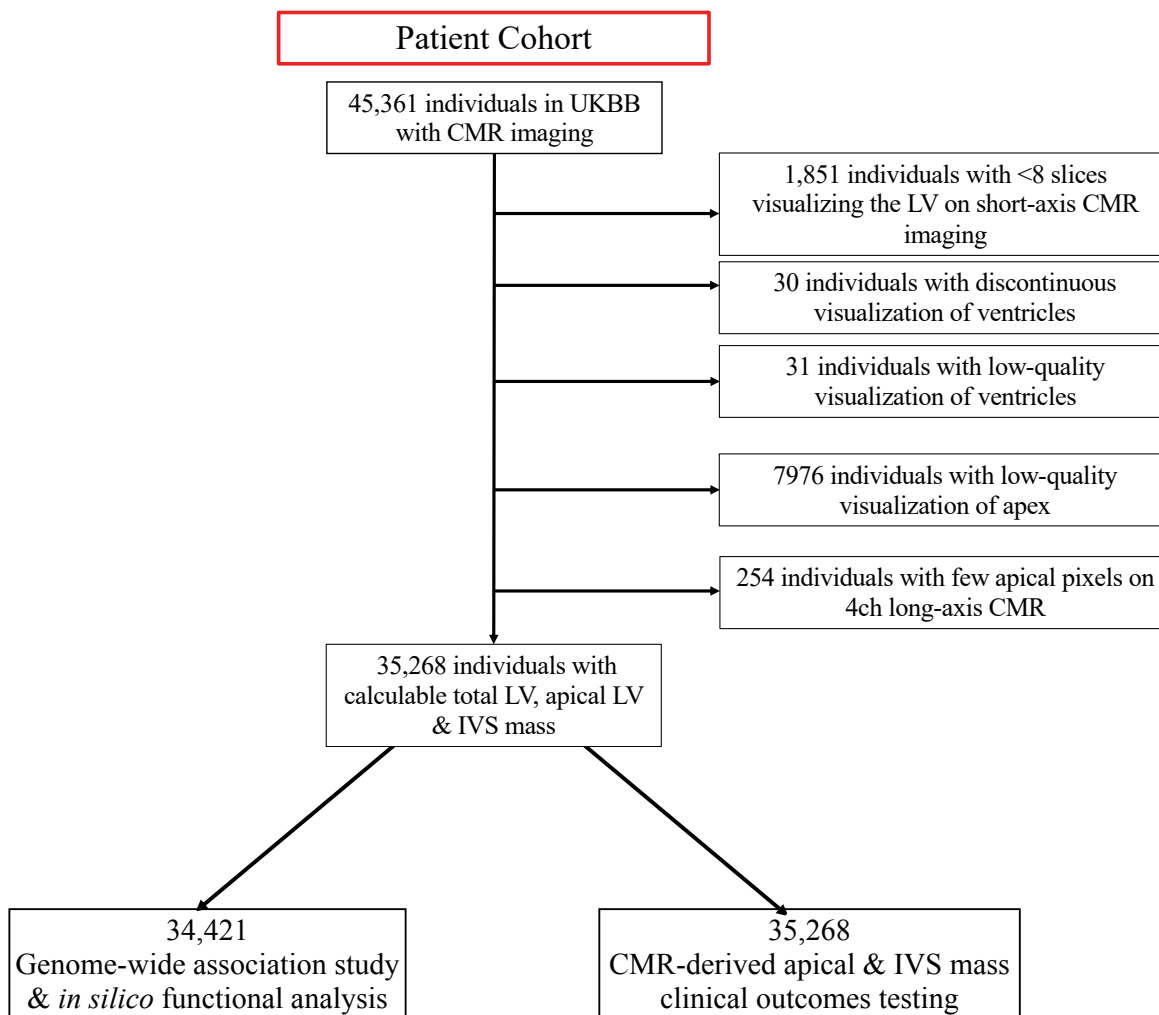 Patient Cohort
45,361 individuals in UKBB
with CMR imaging
1,851 individuals with <8 slices
visualizing the LV on short-axis CMR
imaging
30 individuals with discontinuous
visualization of ventricles
31 individuals with low-quality
visualization of ventricles
7976 individuals with low-quality
visualization of apex
254 individuals with few apical pixels on
4ch long-axis CMR
35,268 individuals with
calculable total LV, apical LV
& IVS mass
34,421
Genome-wide association study
& in silico functional analysis
35,268
CMR-derived apical & IVS mass
clinical outcomes testing